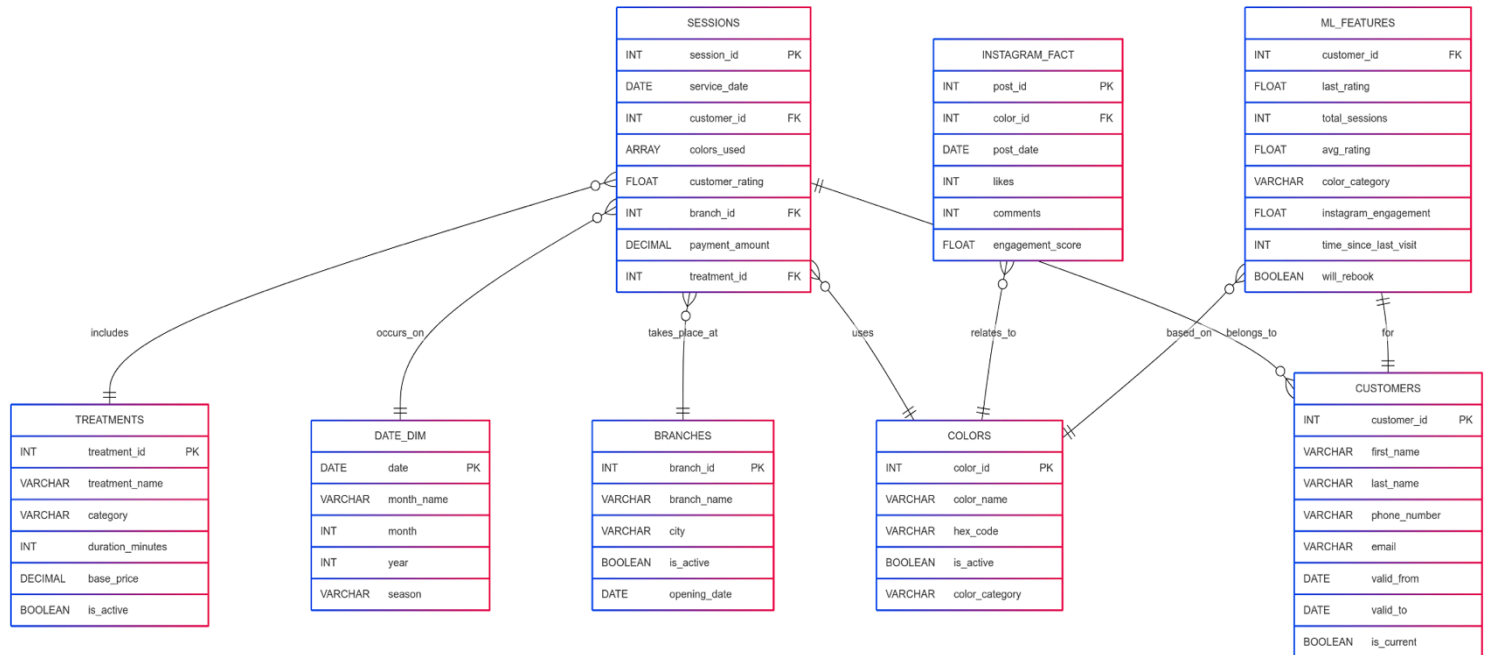 SESSIONS
INT session_id PK
DATE service_date
INT customer_id FK
ARRAY colors_used
FLOAT customer_rating
INT branch_id FK
DECIMAL payment_amount
INT treatment_id FK
INSTAGRAM_FACT
INT post_id PK
INT color_id FK
DATE post_date
INT likes
INT comments
FLOAT engagement_score
ML_FEATURES
INT customer_id FK
FLOAT last_rating
INT total_sessions
FLOAT avg_rating
VARCHAR color_category
FLOAT instagram_engagement
INT time_since_last_visit
BOOLEAN will_rebook
includes
occurs_on
takes_place_at
uses
relates_to
based_on
belongs_to
for
TREATMENTS
INT treatment_id PK
VARCHAR treatment_name
VARCHAR category
INT duration_minutes
DECIMAL base_price
BOOLEAN is_active
DATE_DIM
DATE date PK
VARCHAR month_name
INT month
INT year
VARCHAR season
BRANCHES
INT branch_id PK
VARCHAR branch_name
VARCHAR city
BOOLEAN is_active
DATE opening_date
COLORS
INT color_id PK
VARCHAR color_name
VARCHAR hex_code
BOOLEAN is_active
VARCHAR color_category
CUSTOMERS
INT customer_id PK
VARCHAR first_name
VARCHAR last_name
VARCHAR phone_number
VARCHAR email
DATE valid_from
DATE valid_to
BOOLEAN is_current